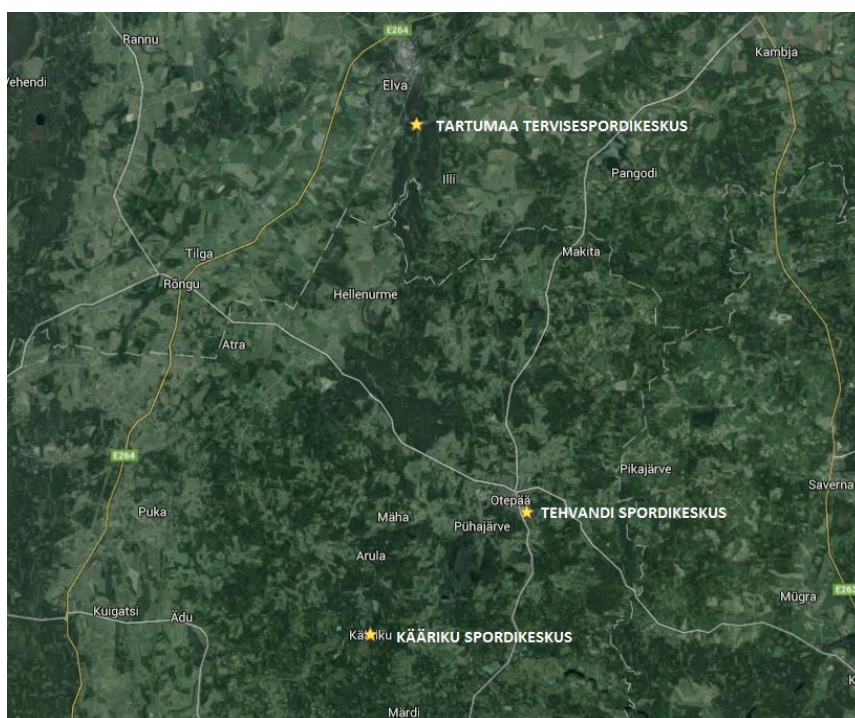 E264
Rannu
Kambja
Vehendi
Elva
TARTUMAA TERVISESPORDIKESKUS
Illi
Pangodi
Tilga
Makita
Rõngu
Hellenurme
Atra
E264
Pikajärve
Otepää
Saverna
Puka
Mäha
Pühajärve
TEHVANDI SPORDIKESKUS
Arula
Mügra
E263
Kuigatsi
Ädu
Kääriku
KÄÄRIKU SPORDIKESKUS
K
Märdi